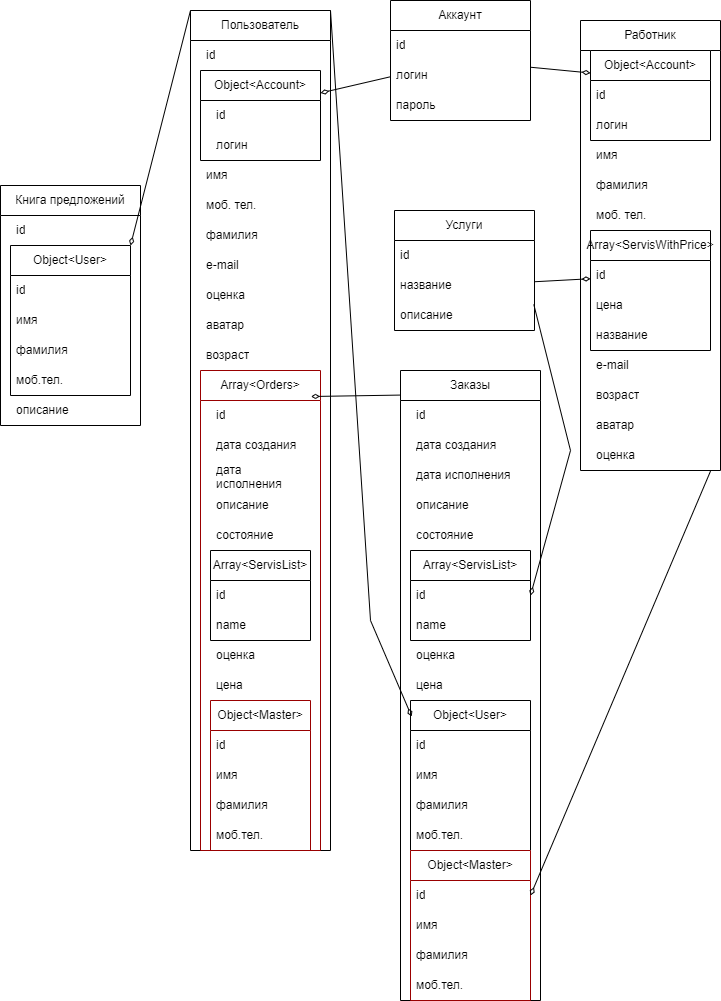 Книга предложений
id
Object<User>
id
имя
фамилия
моб.тел.
описание
Пользователь
id
Object<Account>
id
логин
имя
моб. тел.
фамилия
e-mail
оценка
аватар
возраст
Array<Orders>
id
дата создания
дата
исполнения
описание
состояние
Array<ServisList>
id
name
оценка
цена
Object<Master>
id
имя
фамилия
моб.тел.
Аккаунт
id
логин
пароль
Услуги
id
название
описание
Заказы
id
дата создания
дата исполнения
описание
состояние
Array<ServisList>
id
name
оценка
цена
Object<User>
id
имя
фамилия
моб.тел.
Object<Master>
id
имя
фамилия
моб.тел.
Работник
Object<Account>
id
логин
имя
фамилия
моб. тел.
Array<ServisWithPrice>
id
цена
название
e-mail
возраст
аватар
оценка